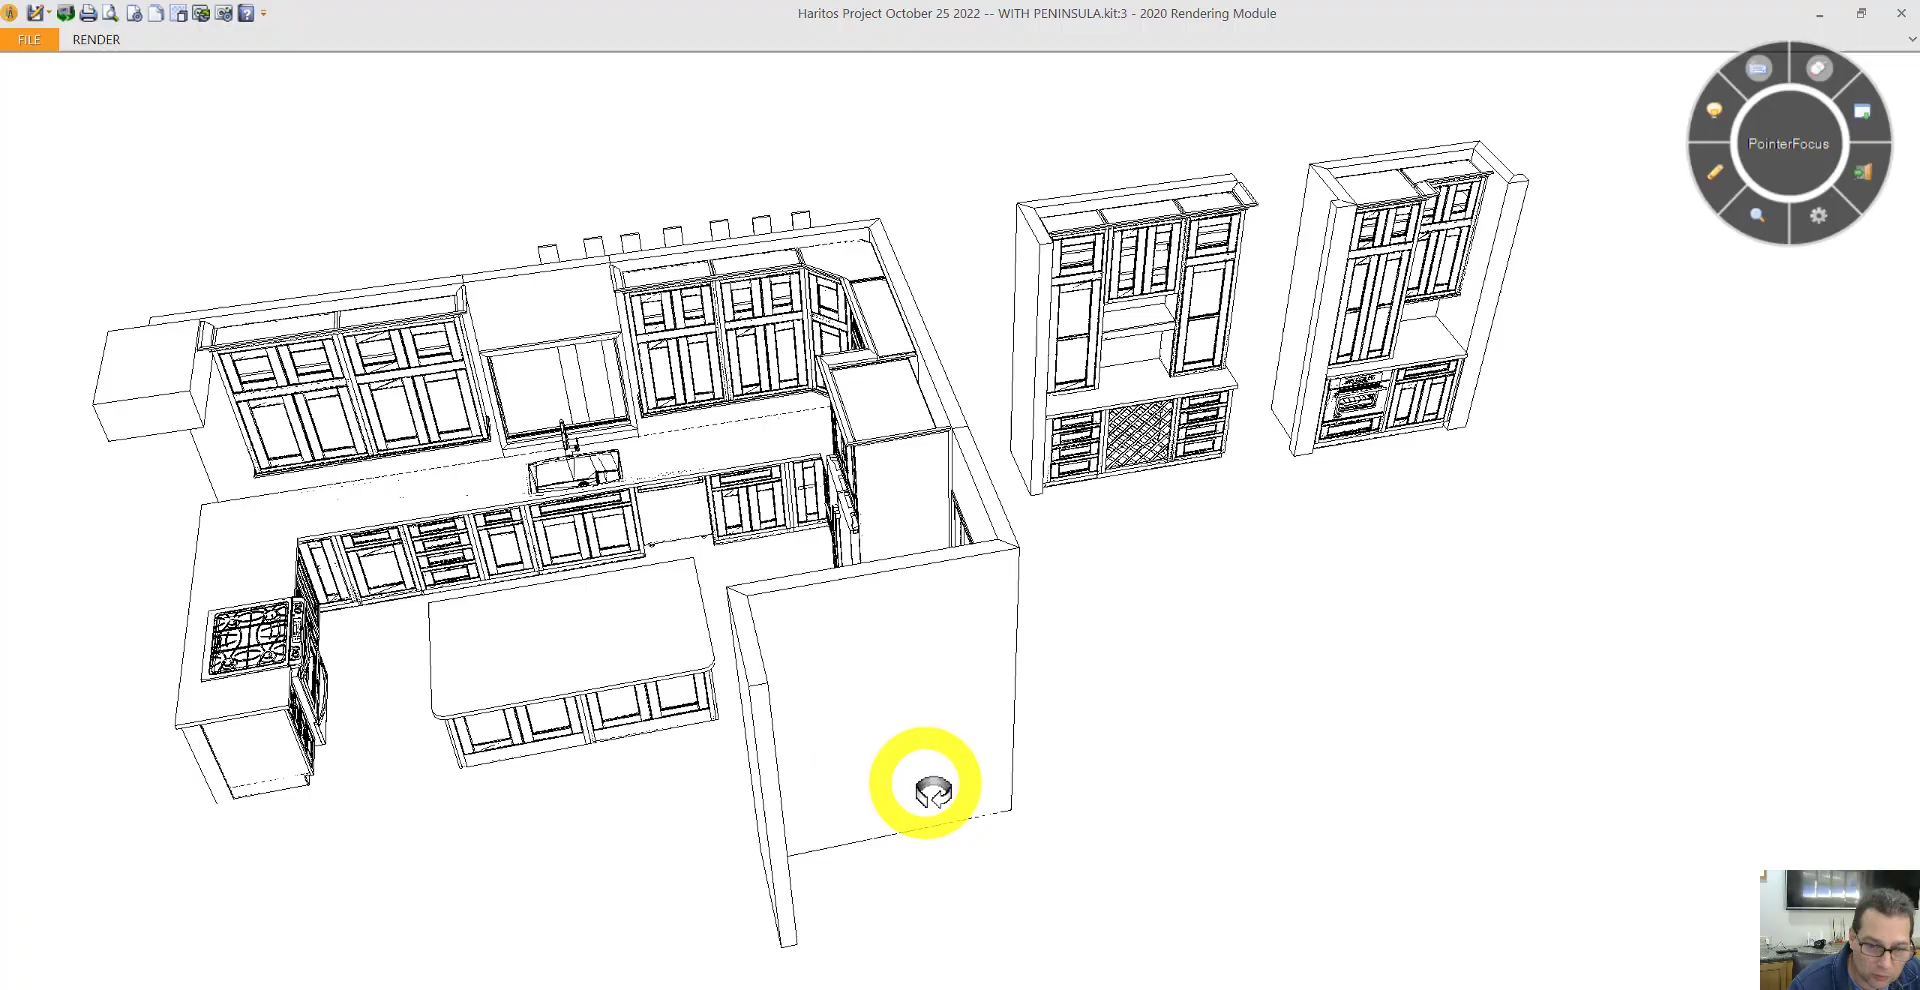 Haritos Project October 25 2022 -- WITH PENINSULA.kit:3 - 2020 Rendering Module
FILE
RENDER
PointerFocus